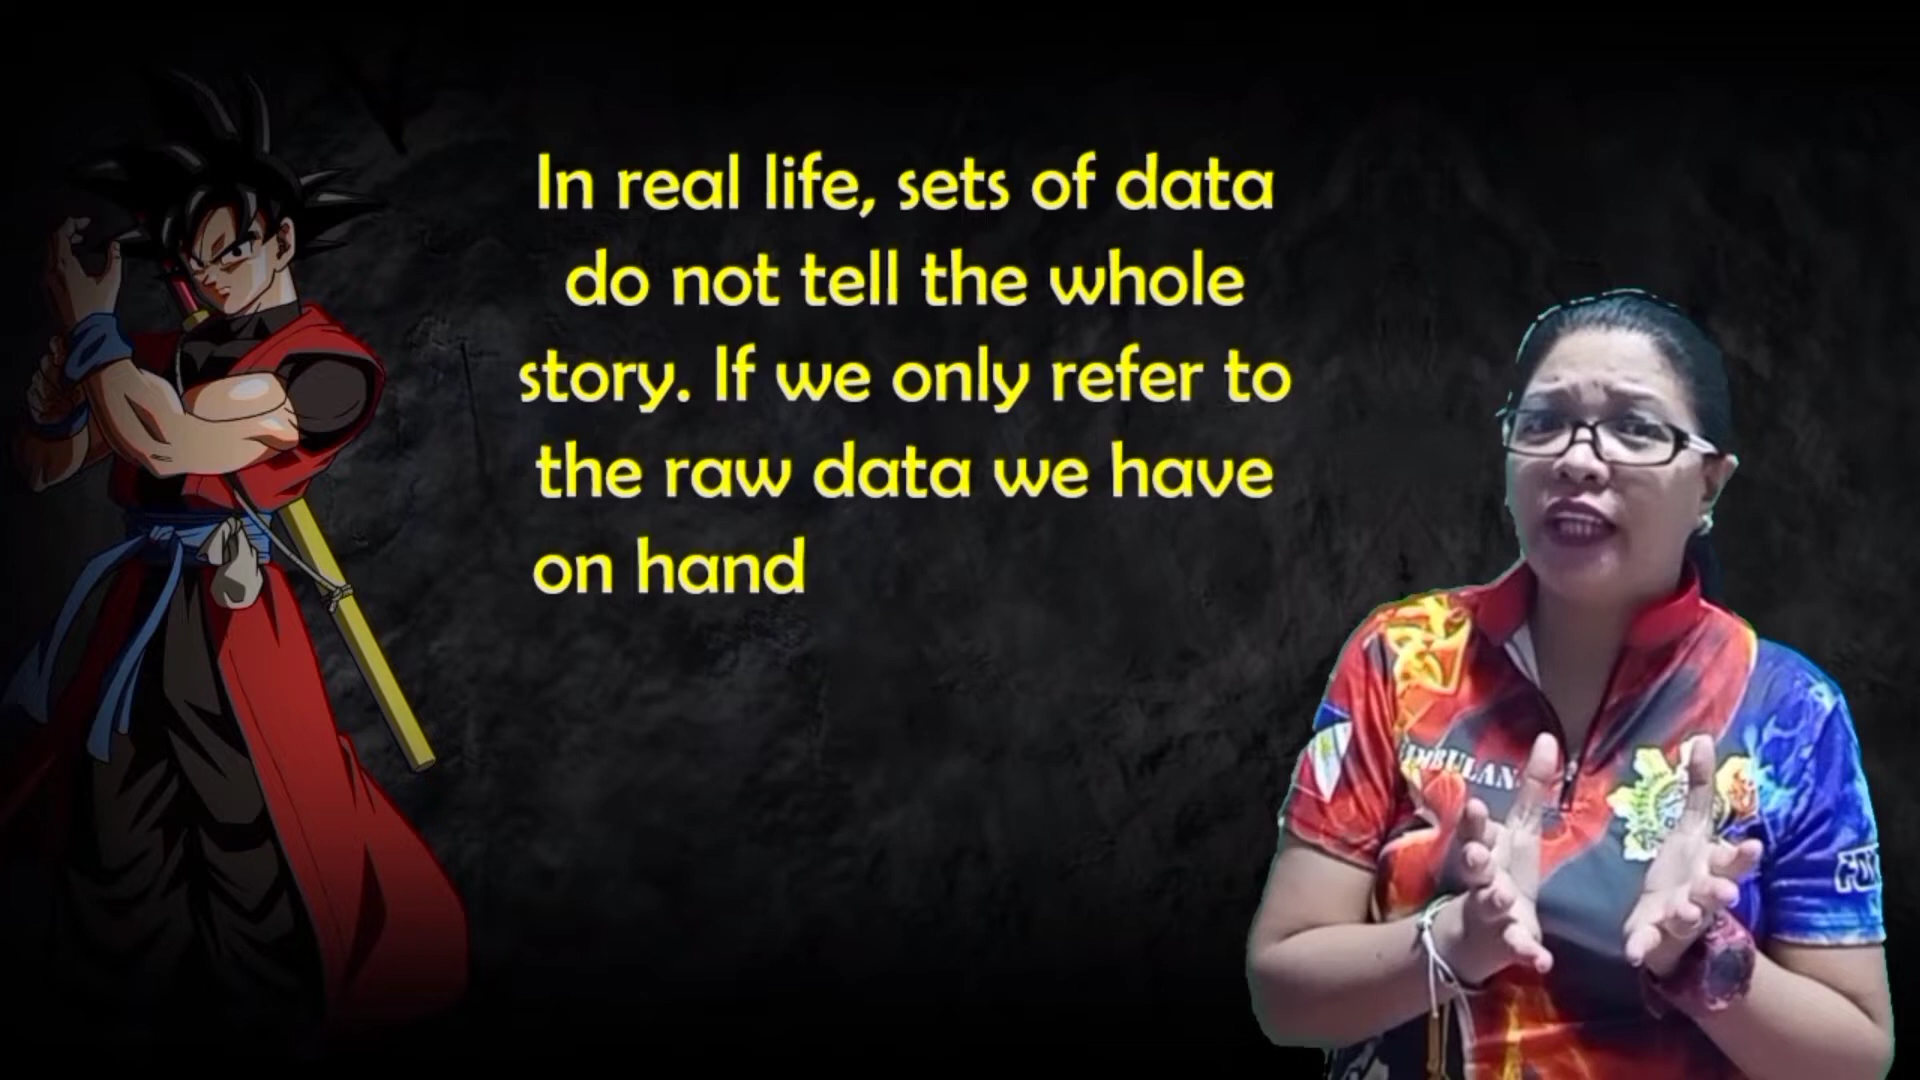 In real life, sets of data
do not tell the whole
story. If we only refer to
the raw data we have
on hand